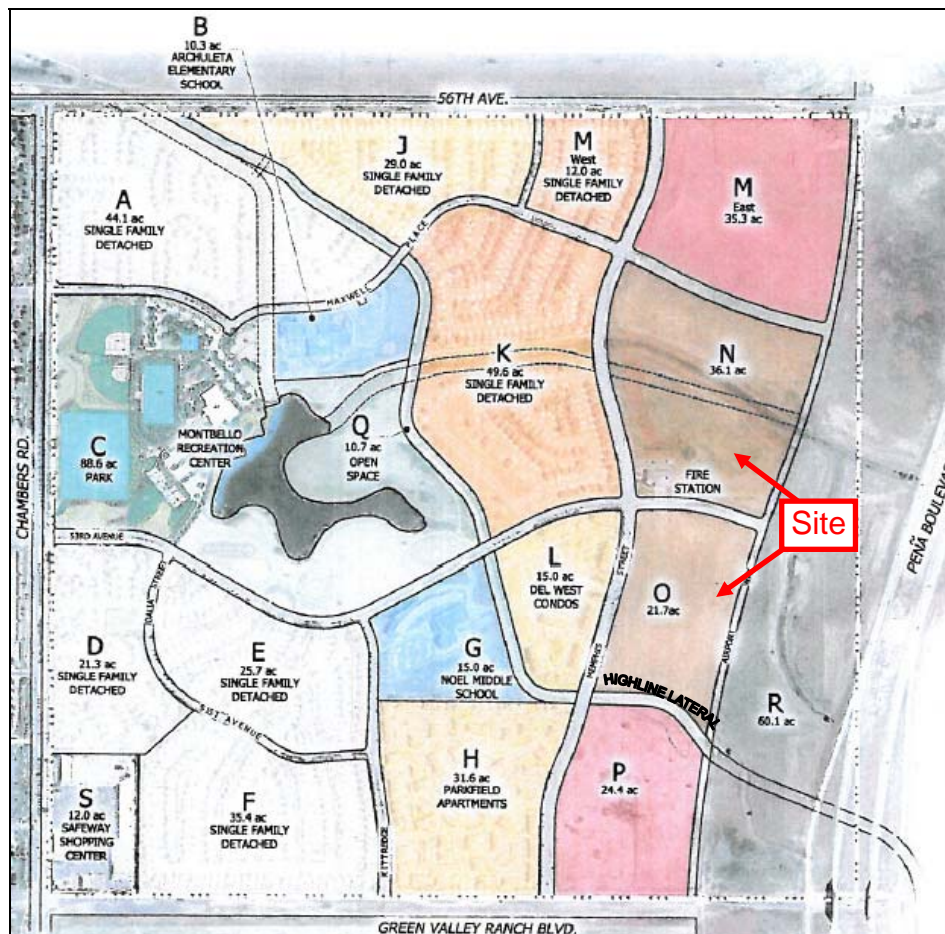 B
10.3 ac
ARCHULETA
ELEMENTARY
SCHOOL
56TH AVE.
J
29.0 ac
SINGLE FAMILY
DETACHED
M
West
12.0 ac
SINGLE FAMILY
DETACHED
M
East
35.3 ac
A
44.1 ac
SINGLE FAMILY
DETACHED
MAXWELL
PLACE
K
49.6 ac
SINGLE FAMILY
DETACHED
N
36.1 ac
C
88.6 ac
PARK
MONTBELLO
RECREATION
CENTER
Q
10.7 ac
OPEN
SPACE
FIRE
STATION
Site
CHAMBERS RD.
PEÑA BOULEVARD
53RD AVENUE
L
15.0 ac
DEL WEST
CONDOS
MEMPHIS
STREET
O
21.7ac
AIRPORT
D
21.3 ac
SINGLE FAMILY
DETACHED
STREET
E
25.7 ac
SINGLE FAMILY
DETACHED
51ST AVENUE
G
15.0 ac
NOEL MIDDLE
SCHOOL
HIGHLINE LATERAL
R
60.1 ac
H
31.6 ac
PARKFIELD
APARTMENTS
P
24.4 ac
S
12.0 ac
SAFEWAY
SHOPPING
CENTER
F
35.4 ac
SINGLE FAMILY
DETACHED
KITTREDGE
GREEN VALLEY RANCH BLVD.